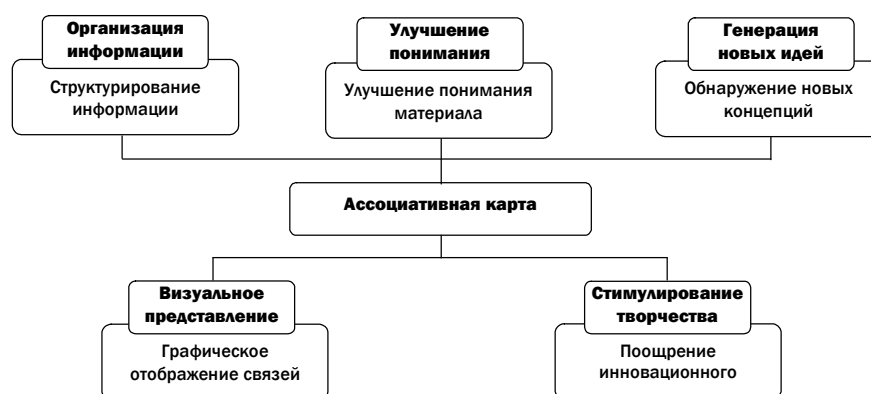 Организация
информации
Структурирование
информации
Улучшение
понимания
Улучшение понимания
материала
Генерация
новых идей
Обнаружение новых
концепций
Ассоциативная карта
Визуальное
представление
Графическое
отображение связей
Стимулирование
творчества
Поощрение
инновационного